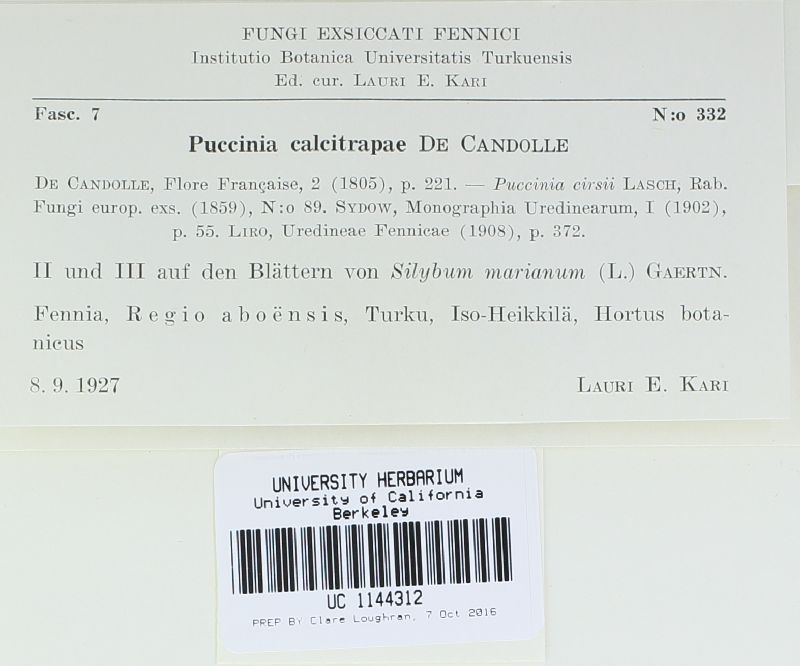 FUNGI EXSICCATI FENNICI
Institutio Botanica Universitatis Turkuensis
Ed. cur. LAURI E. KARI
Fasc. 7 N:o 332
Puccinia calcitrapae DE CANDOLLE
DE CANDOLLE, Flore Française, 2 (1805), p. 221. — Puccinia cirsii LASCH, Rab.
Fungi europ. exs. (1859), N:o 89. SYDOW, Monographia Uredinearum, I (1902),
p. 55. LIRO, Uredineae Fennicae (1908), p. 372.
II und III auf den Blättern von Silybum marianum (L.) GAERTN.
Fennia, Regio aboënsis, Turku, Iso-Heikkilä, Hortus bota-
nicus
8. 9. 1927 LAURI E. KARI
UNIVERSITY HERBARIUM
University of California
Berkeley
UC 1144312
PREP BY Clare Loughran, 7 Oct 2016